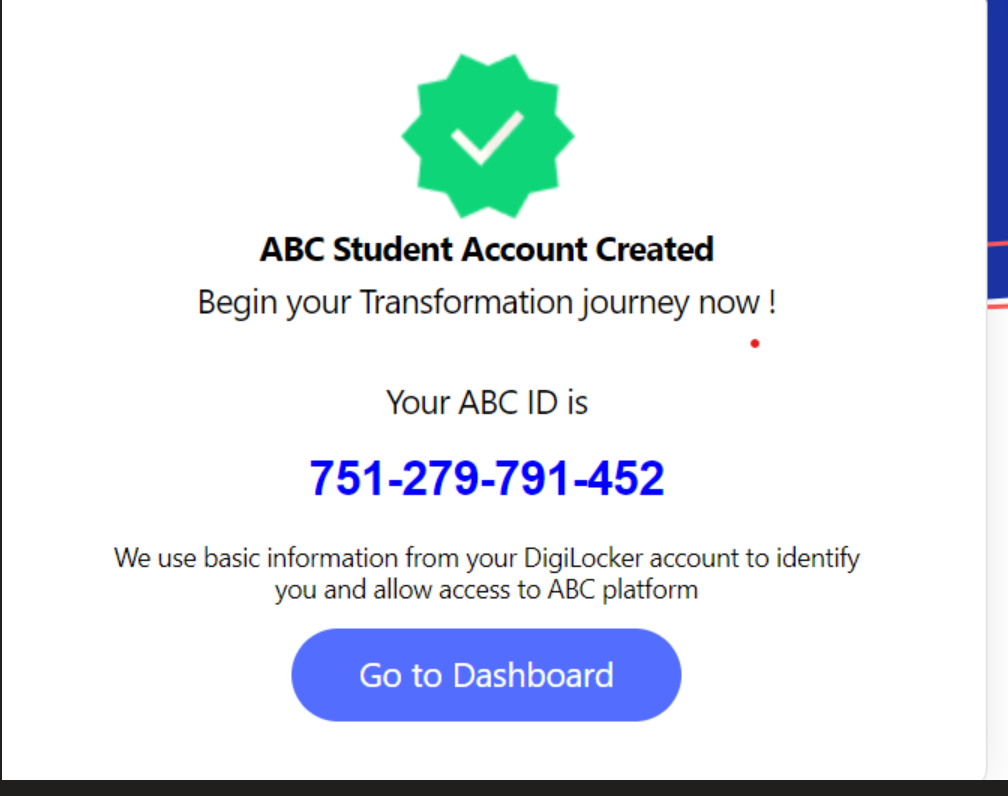 ABC Student Account Created
Begin your Transformation journey now !
Your ABC ID is
751-279-791-452
We use basic information from your DigiLocker account to identify
you and allow access to ABC platform
Go to Dashboard